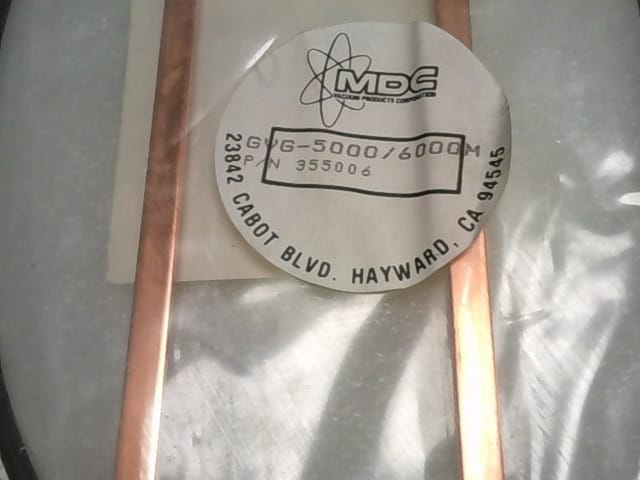 MDC
VACUUM PRODUCTS CORPORATION
GVG-5000/6000M
P/N 355006
23842 CABOT BLVD. HAYWARD, CA 94545